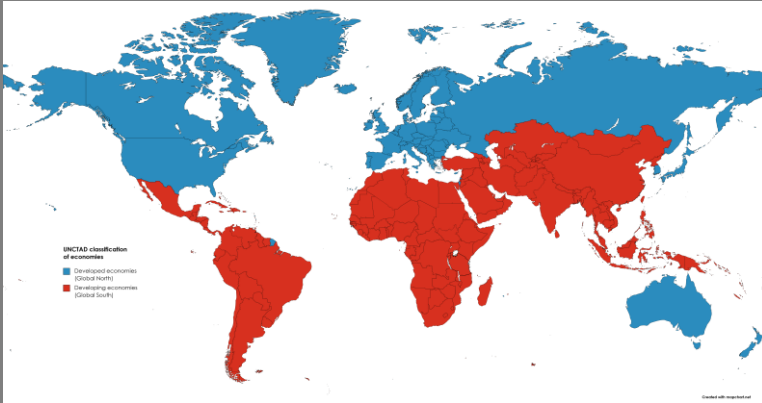 UNCTAD classification
of economies
Developed economies
(Global North)
Developing economies
(Global South)
Created with mapchart.net